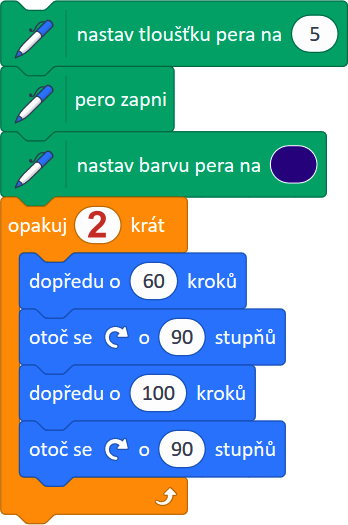 nastav tloušťku pera na 5
pero zapni
nastav barvu pera na
opakuj 2 krát
dopředu o 60 kroků
otoč se o 90 stupňů
dopředu o 100 kroků
otoč se o 90 stupňů